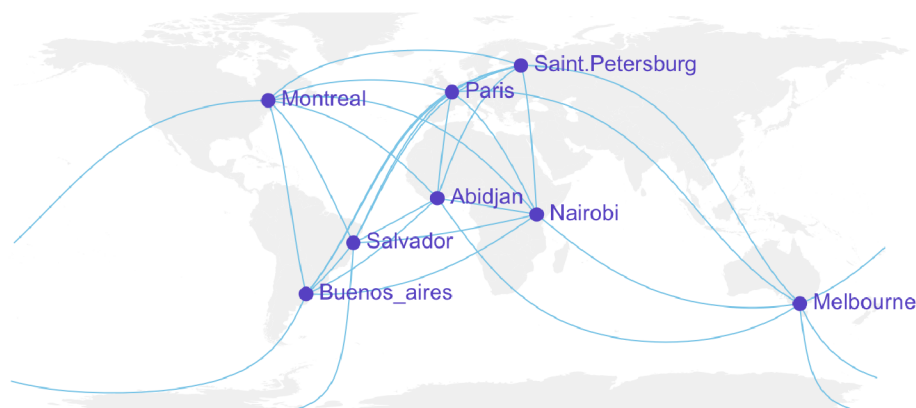 Saint.Petersburg
Paris
Montreal
Abidjan
Nairobi
Salvador
Buenos_aires
Melbourne